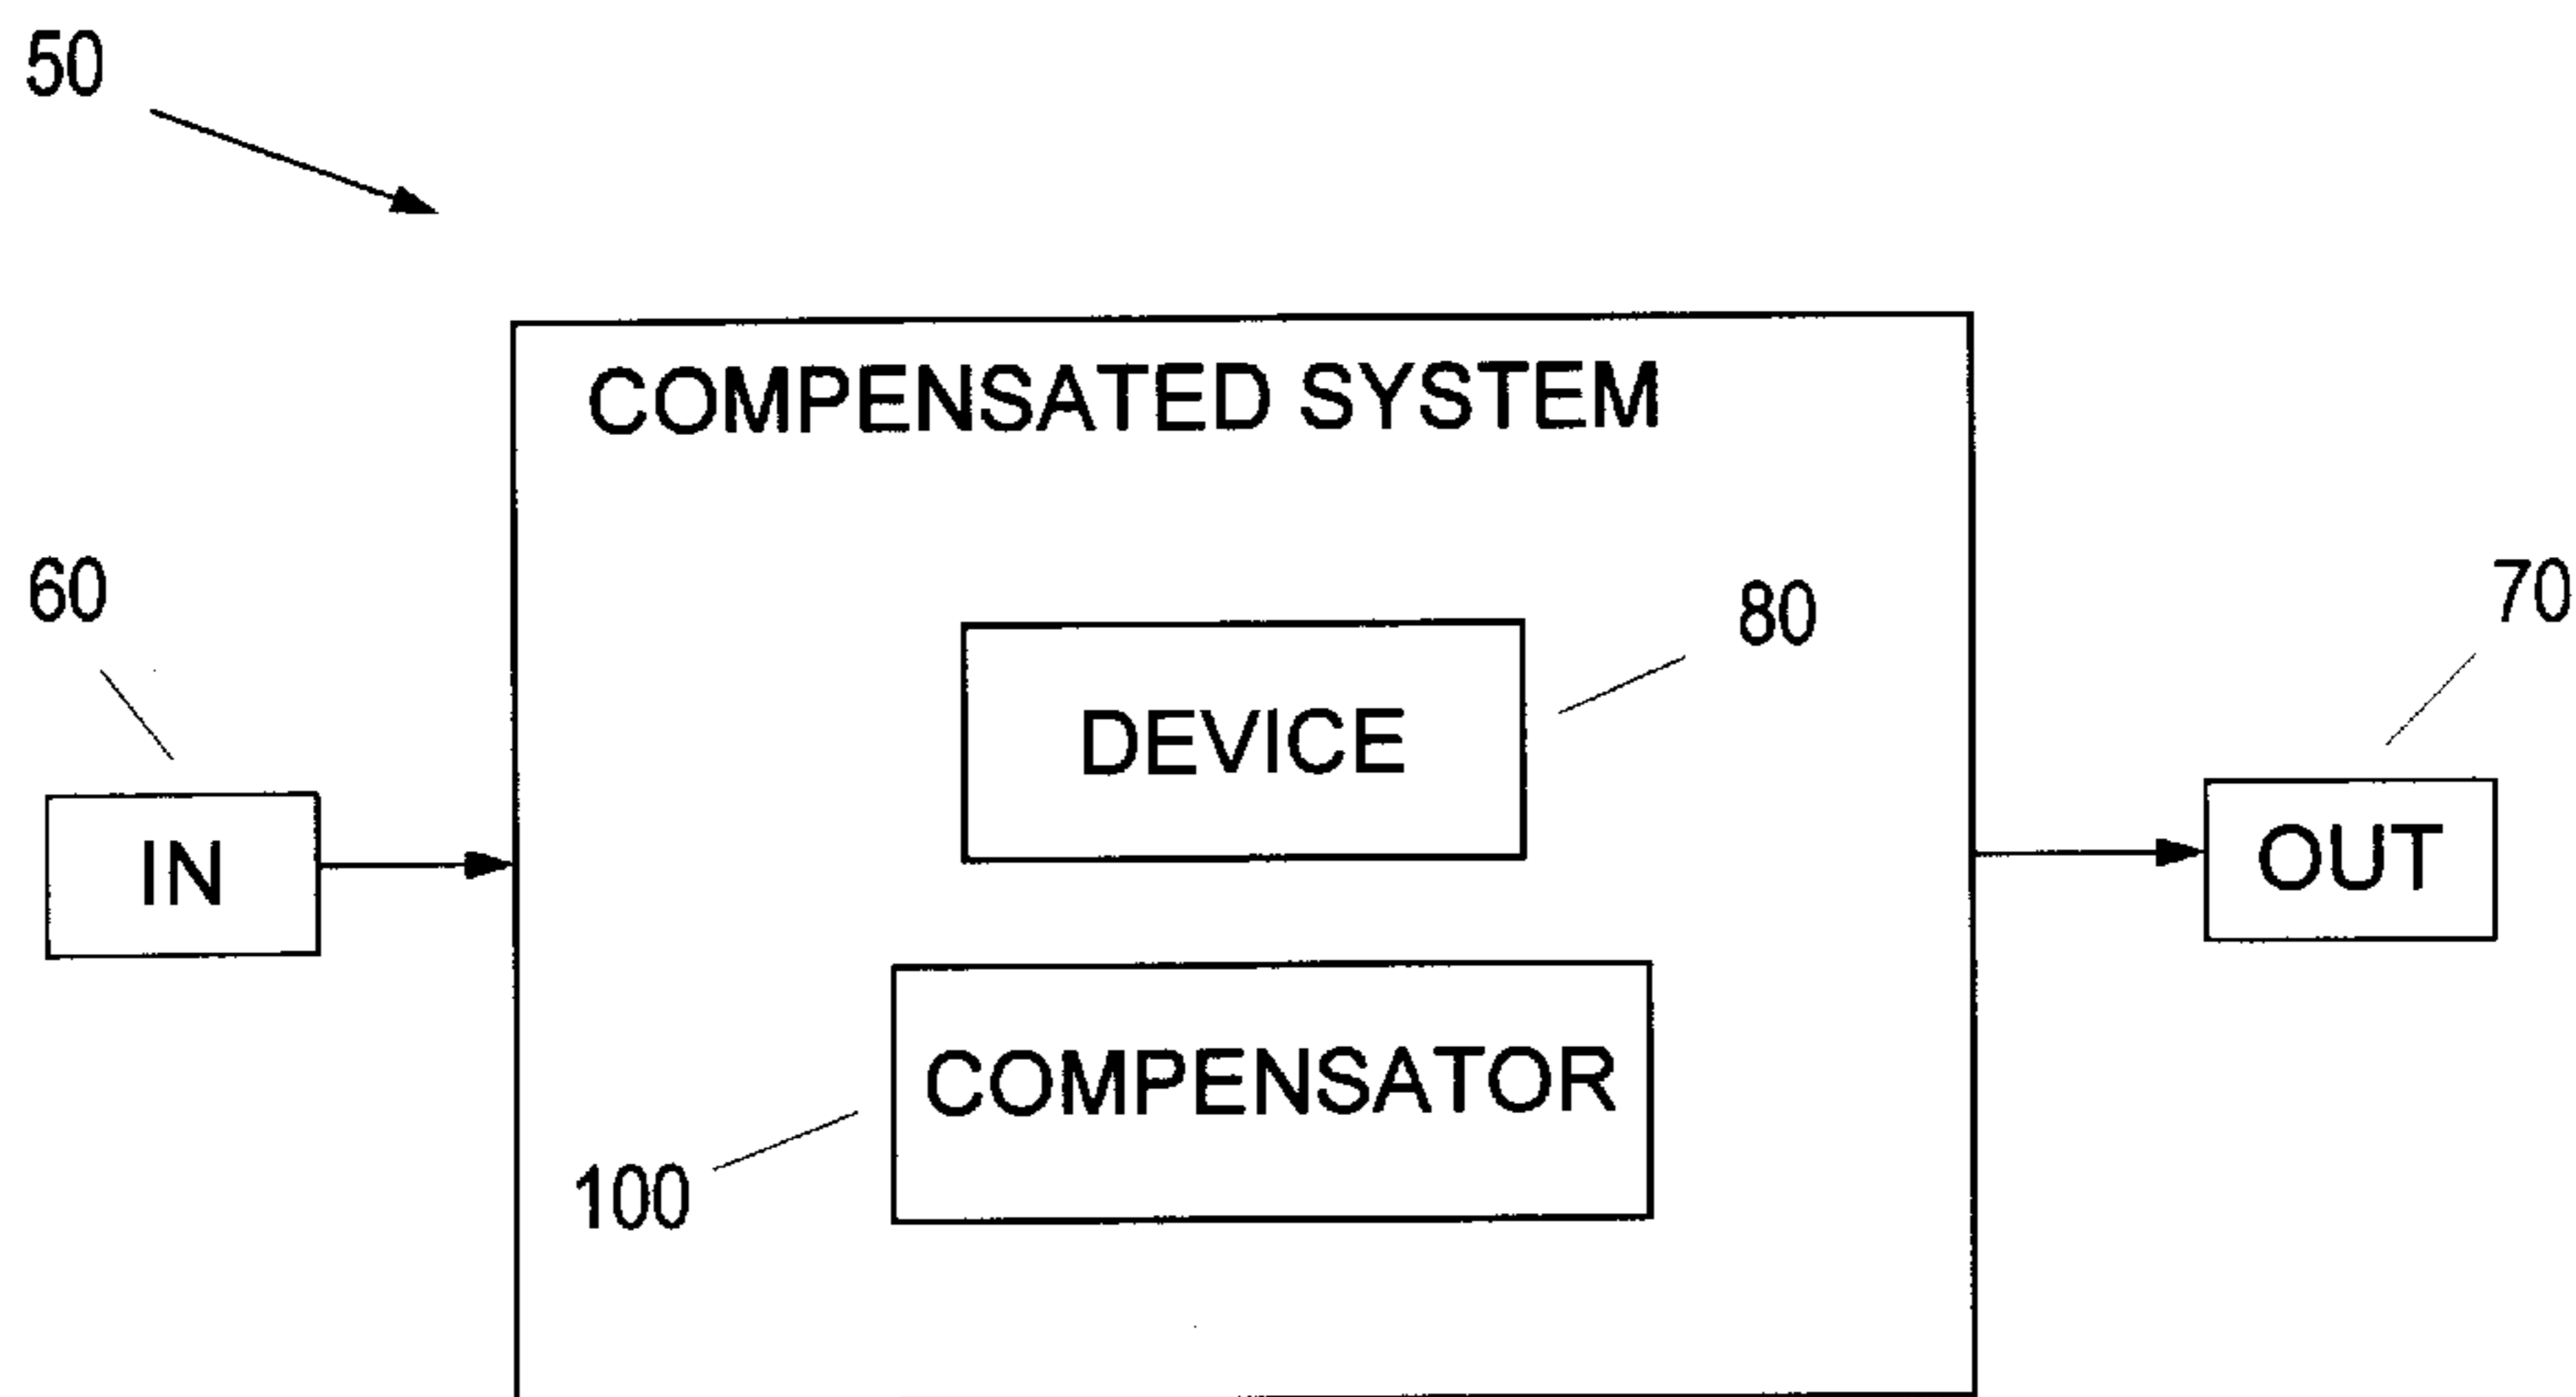 50
COMPENSATED SYSTEM
60
80
70
DEVICE
IN
OUT
COMPENSATOR
100